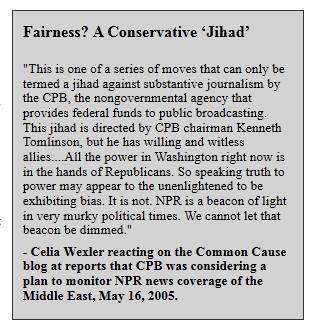 Fairness? A Conservative ‘Jihad’
"This is one of a series of moves that can only be
termed a jihad against substantive journalism by
the CPB, the nongovernmental agency that
provides federal funds to public broadcasting.
This jihad is directed by CPB chairman Kenneth
Tomlinson, but he has willing and witless
allies....All the power in Washington right now is
in the hands of Republicans. So speaking truth to
power may appear to the unenlightened to be
exhibiting bias. It is not. NPR is a beacon of light
in very murky political times. We cannot let that
beacon be dimmed."
- Celia Wexler reacting on the Common Cause
blog at reports that CPB was considering a
plan to monitor NPR news coverage of the
Middle East, May 16, 2005.